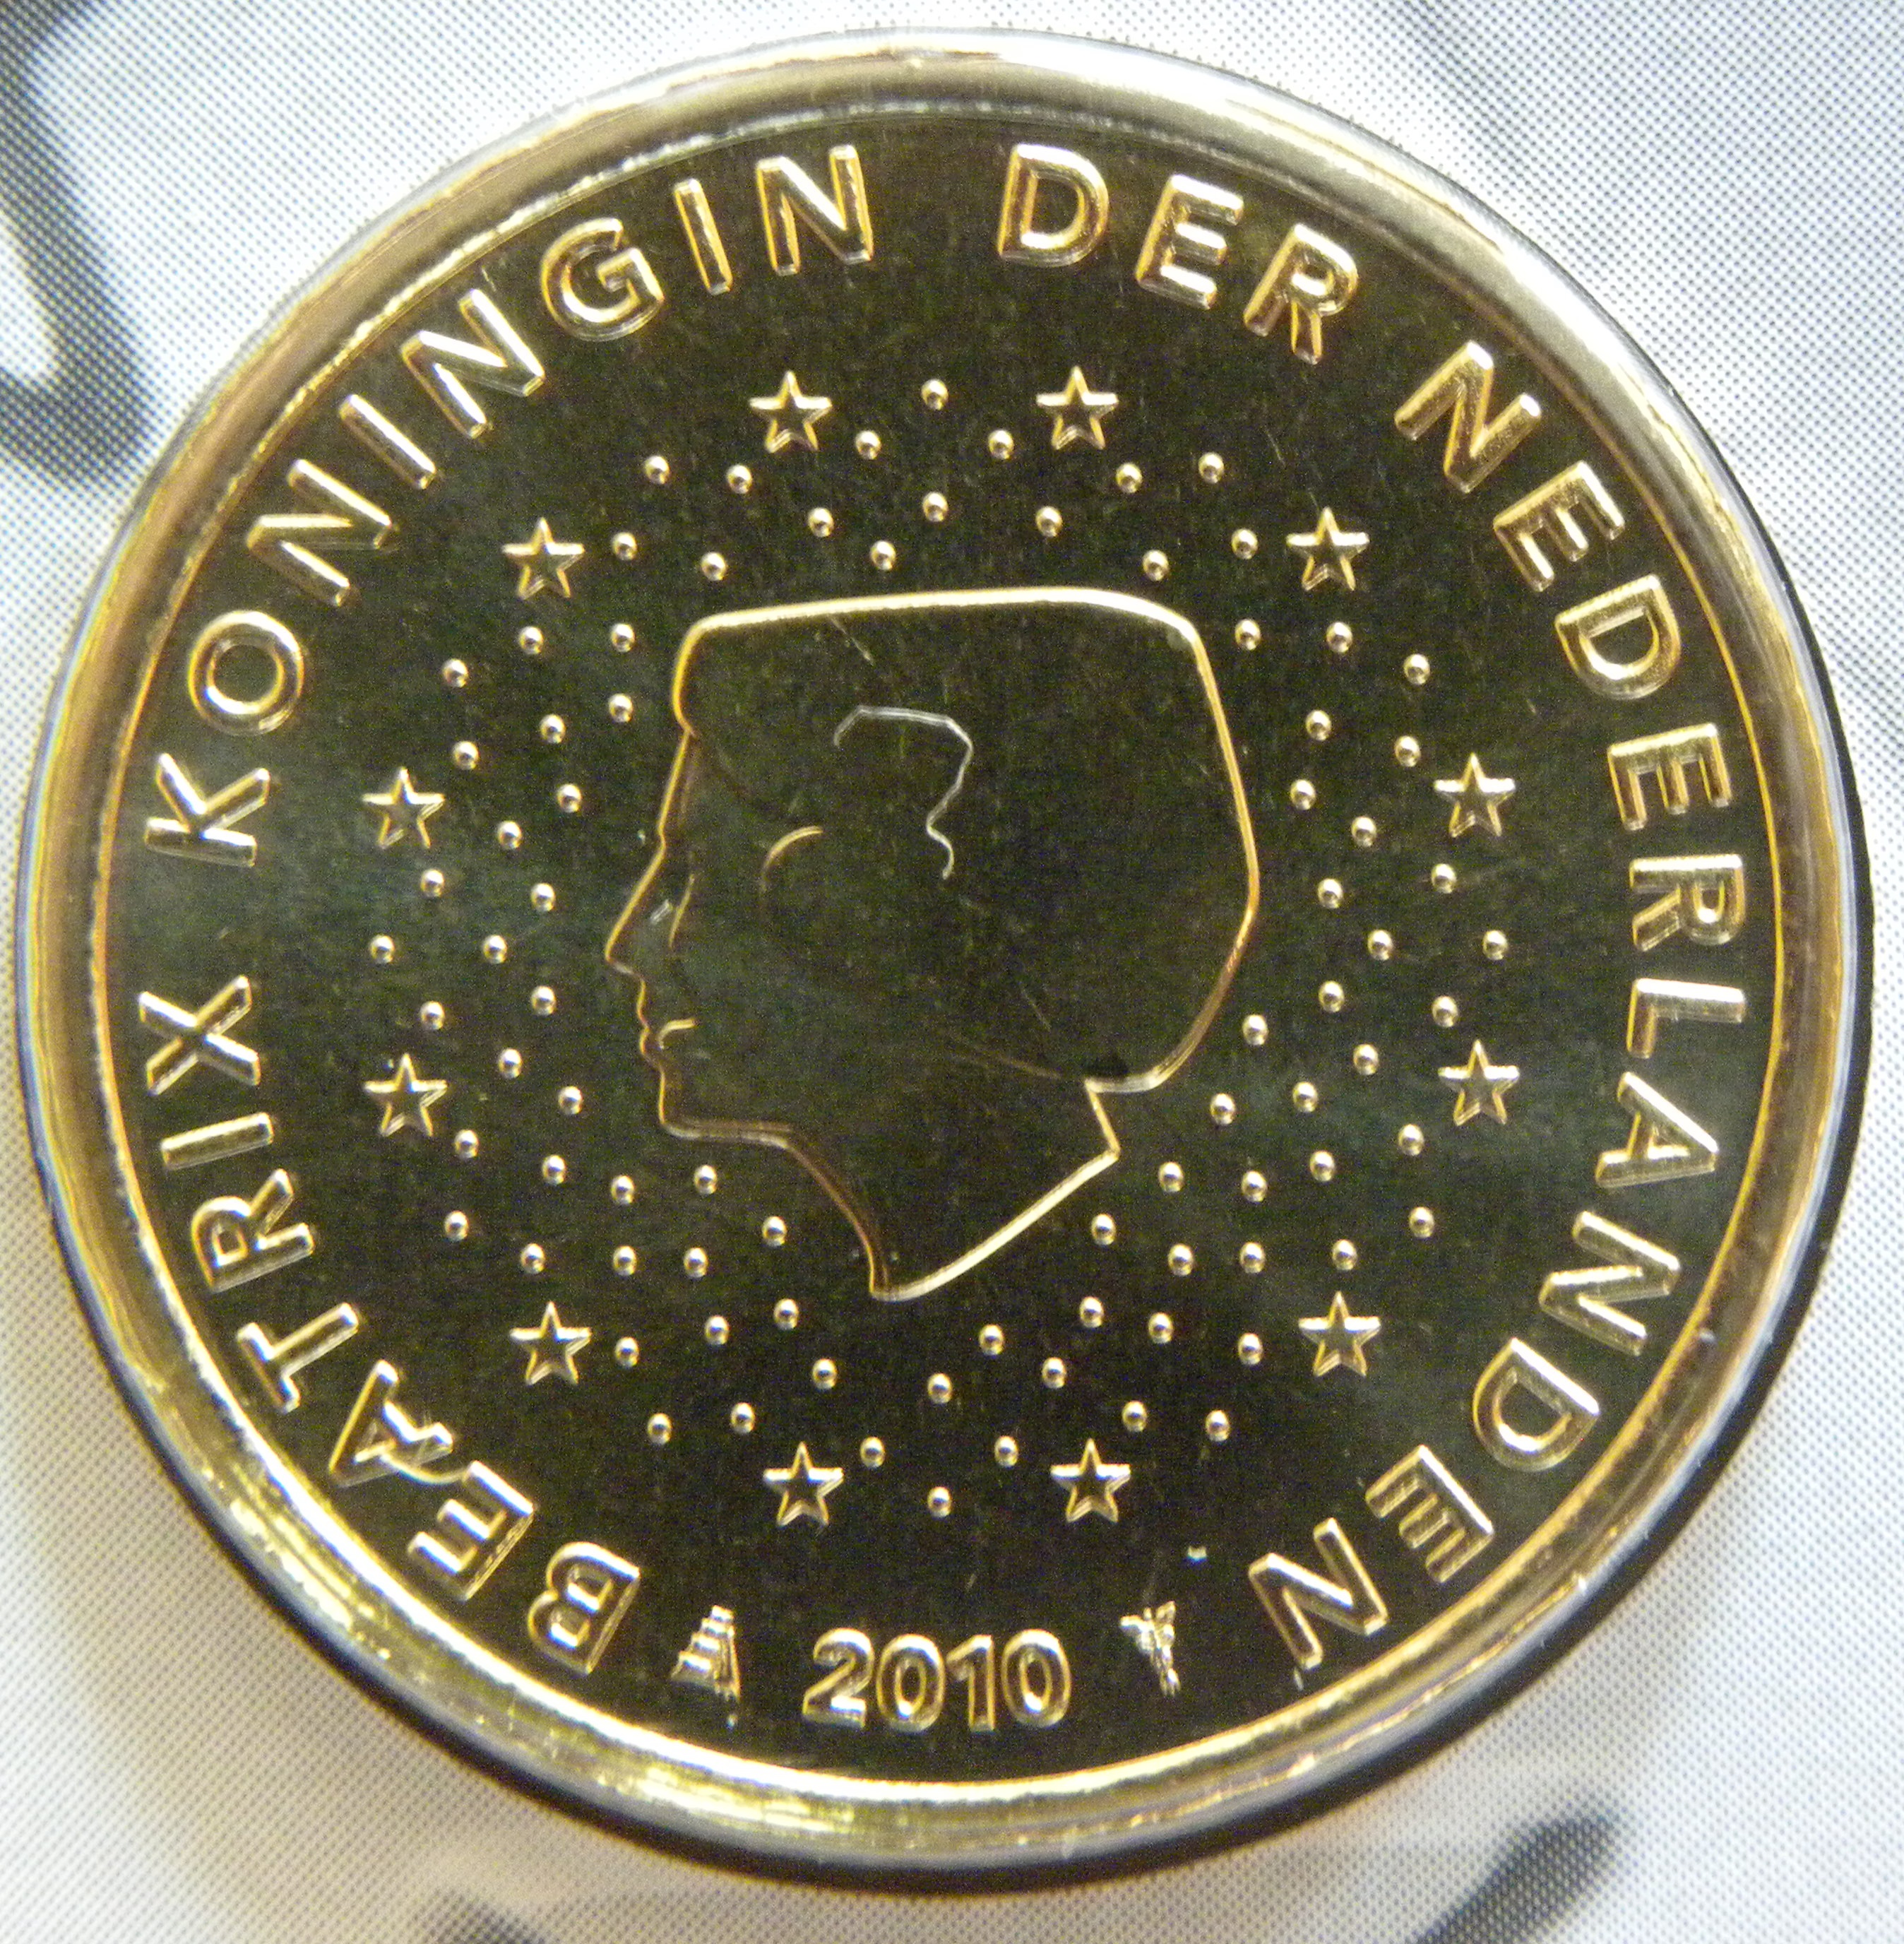 BEATRIX KONINGIN DER NEDERLANDEN
2010